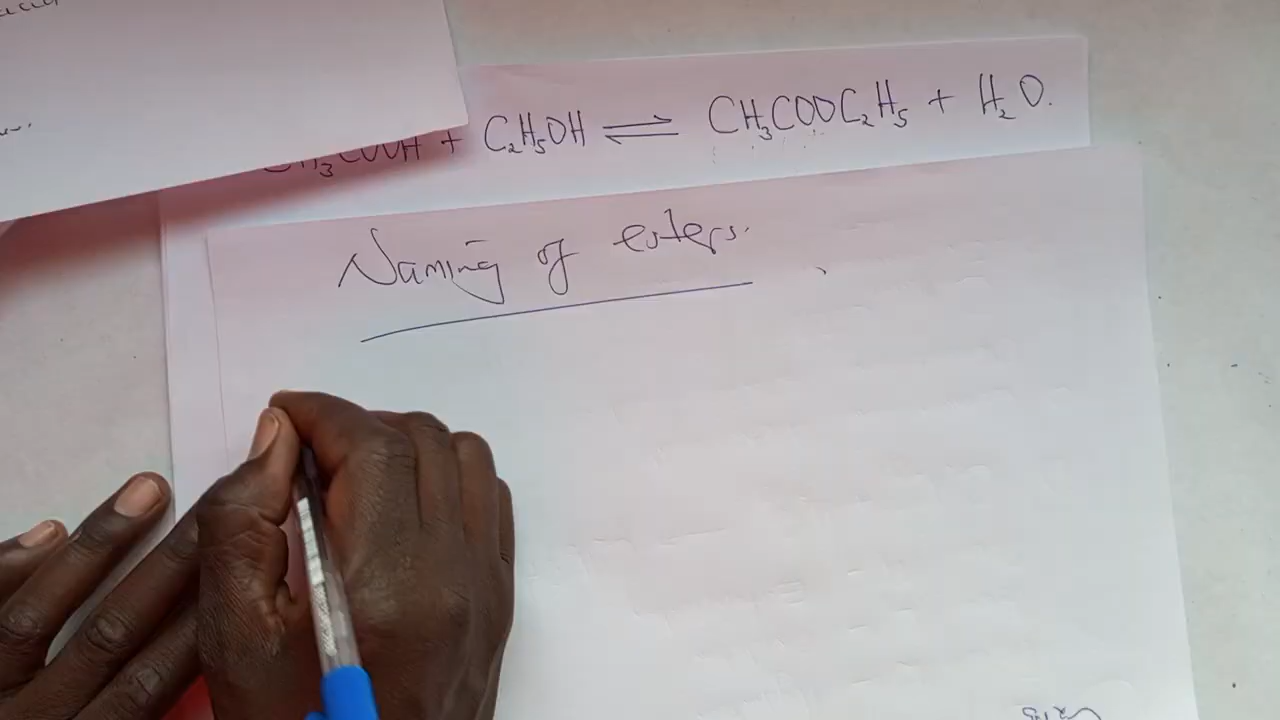 CH₃COOH + C₂H₅OH ⇌ CH₃COOC₂H₅ + H₂O.
Naming of esters.